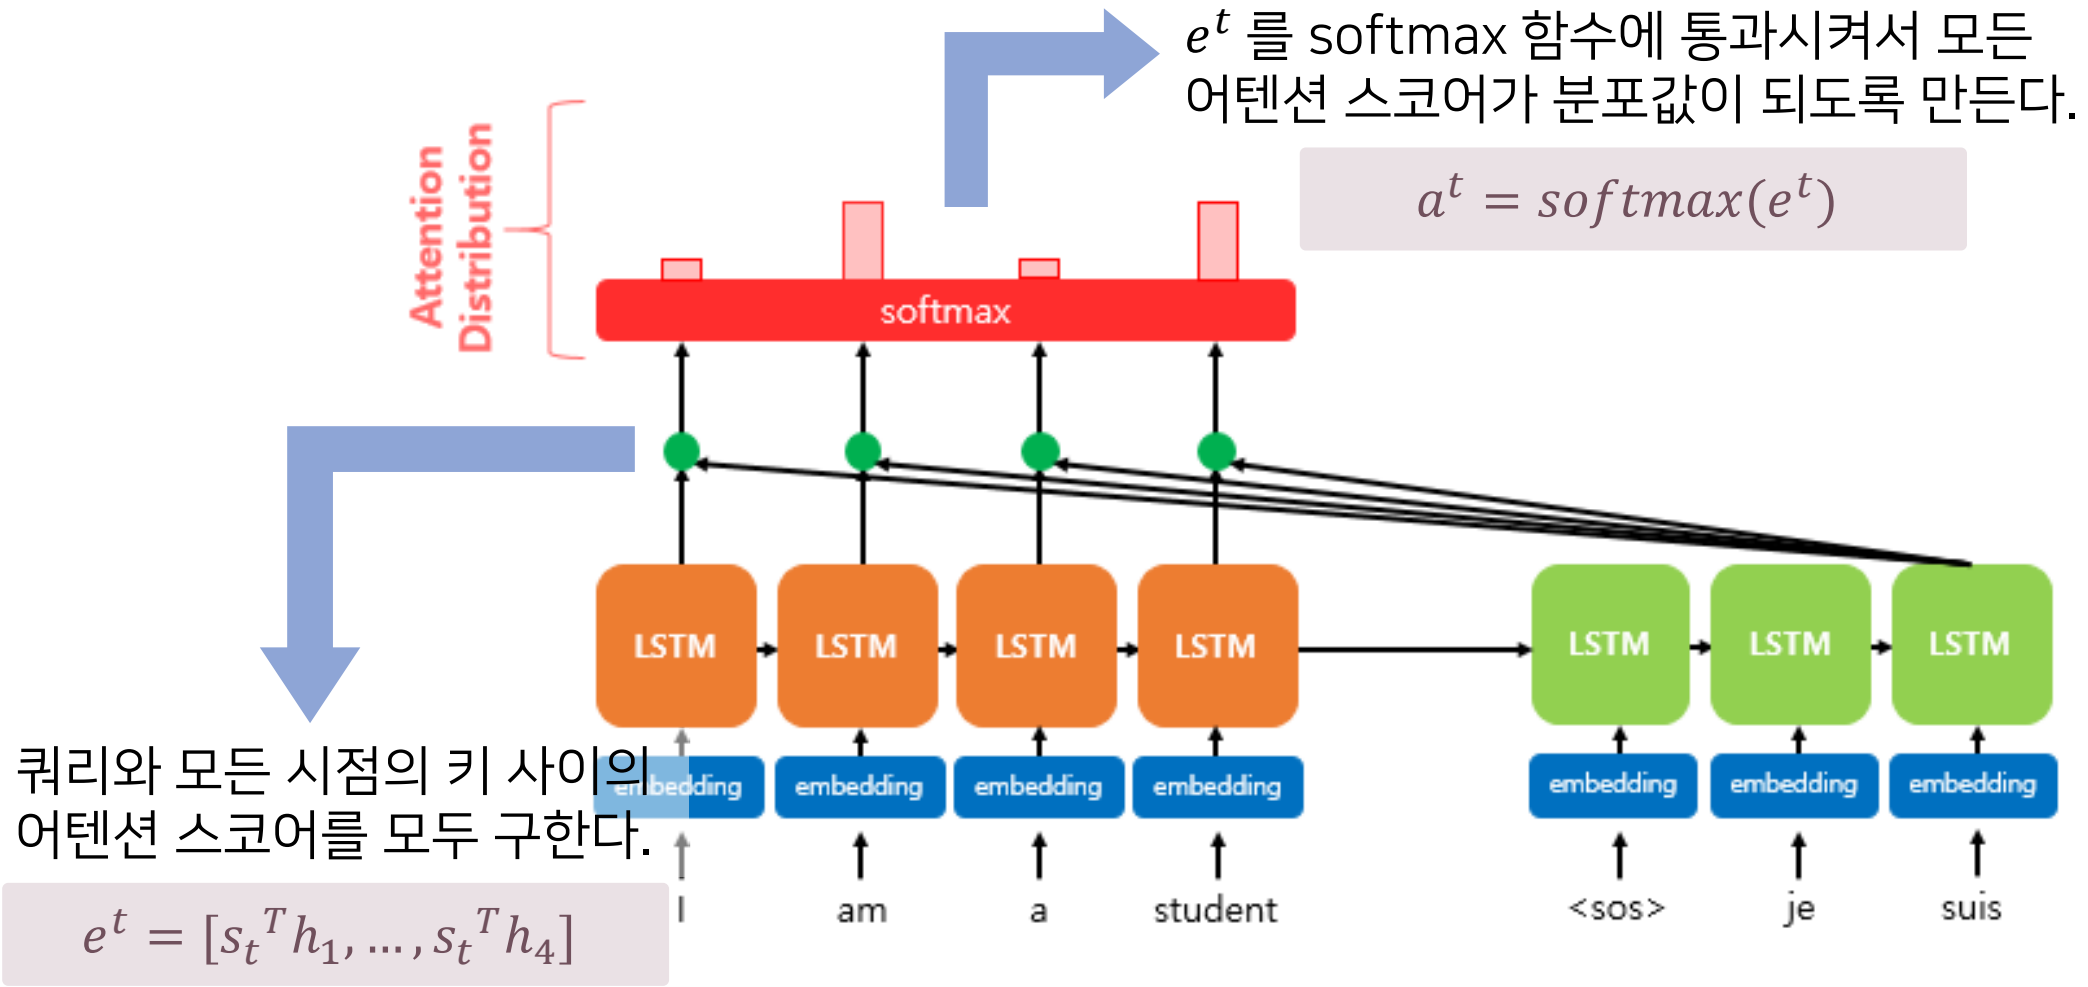 e^t 를 softmax 함수에 통과시켜서 모든
어텐션 스코어가 분포값이 되도록 만든다.
a^t = softmax(e^t)
Attention
Distribution
softmax
LSTM LSTM LSTM LSTM LSTM LSTM LSTM
쿼리와 모든 시점의 키 사이의
어텐션 스코어를 모두 구한다.
embedding embedding embedding embedding embedding embedding embedding
I am a student <sos> je suis
e^t = [s_t^T h_1, ... , s_t^T h_4]